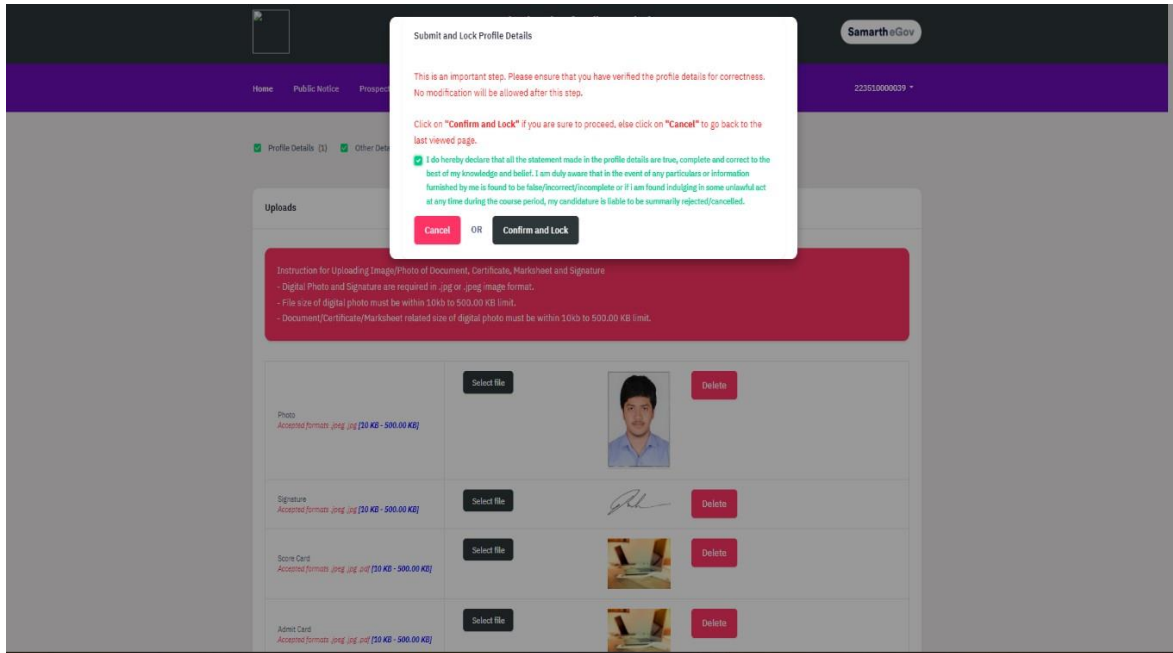 Submit and Lock Profile Details
Samarth eGov
This is an important step. Please ensure that you have verified the profile details for correctness.
No modification will be allowed after this step.
Home Public Notice Prospect
223510000039
Click on "Confirm and Lock" if you are sure to proceed, else click on "Cancel" to go back to the
last viewed page.
Profile Details (1) Other Deta
I do hereby declare that all the statement made in the profile details are true, complete and correct to the
best of my knowledge and belief. I am duly aware that in the event of any particulars or information
furnished by me is found to be false/incorrect/incomplete or if i am found indulging in some unlawful act
at any time during the course period, my candidature is liable to be summarily rejected/cancelled.
Uploads
Cancel OR Confirm and Lock
Instruction for Uploading Image/Photo of Document, Certificate, Marksheet and Signature
- Digital Photo and Signature are required in .jpg or .jpeg image format.
- File size of digital photo must be within 10kb to 500.00 KB limit.
- Document/Certificate/Marksheet related size of digital photo must be within 10kb to 500.00 KB limit.
Select file Delete
Photo
Accepted formats .jpeg .jpg [10 KB - 500.00 KB]
Signature
Accepted formats .jpeg .jpg [10 KB - 500.00 KB]
Select file Delete
Select file Delete
Score Card
Accepted formats .jpeg .jpg .pdf [10 KB - 500.00 KB]
Select file Delete
Admit Card
Accepted formats .jpeg .jpg .pdf [10 KB - 500.00 KB]